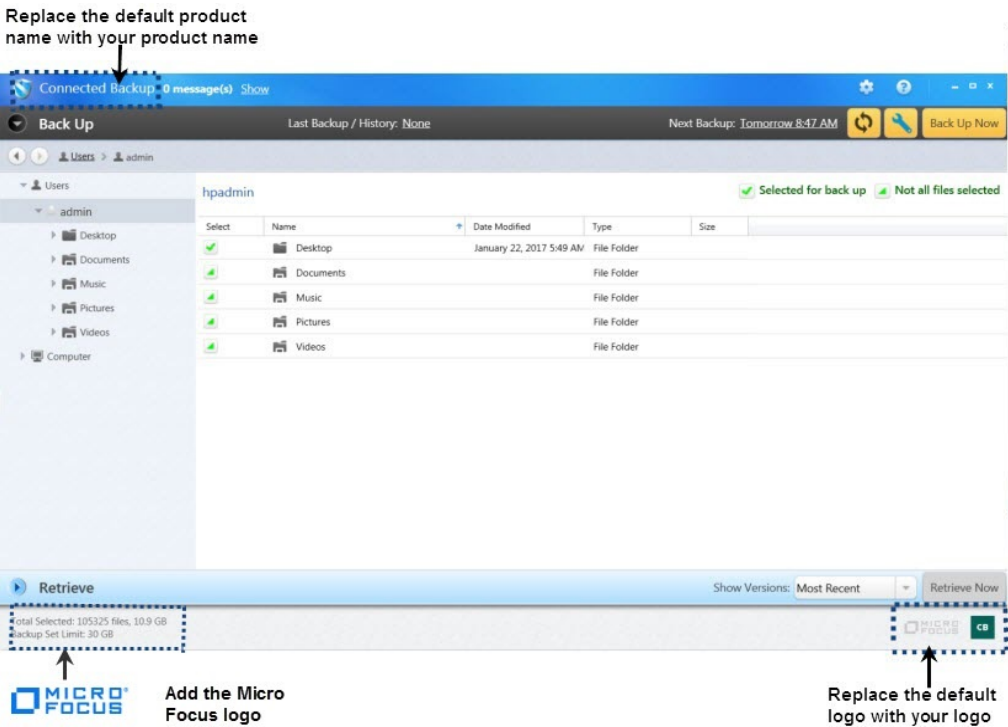 Replace the default product
name with your product name
Connected Backup 0 message(s) Show
Back Up Last Backup / History: None Next Backup: Tomorrow 8:47 AM Back Up Now
Users > admin
Users
admin
Desktop
Documents
Music
Pictures
Videos
Computer
hpadmin Selected for back up Not all files selected
Select Name Date Modified Type Size
Desktop January 22, 2017 5:49 AM File Folder
Documents File Folder
Music File Folder
Pictures File Folder
Videos File Folder
Retrieve Show Versions: Most Recent Retrieve Now
Total Selected: 105325 files, 10.9 GB
Backup Set Limit: 30 GB
MICRO
FOCUS
CB
MICRO
FOCUS
Add the Micro
Focus logo
Replace the default
logo with your logo